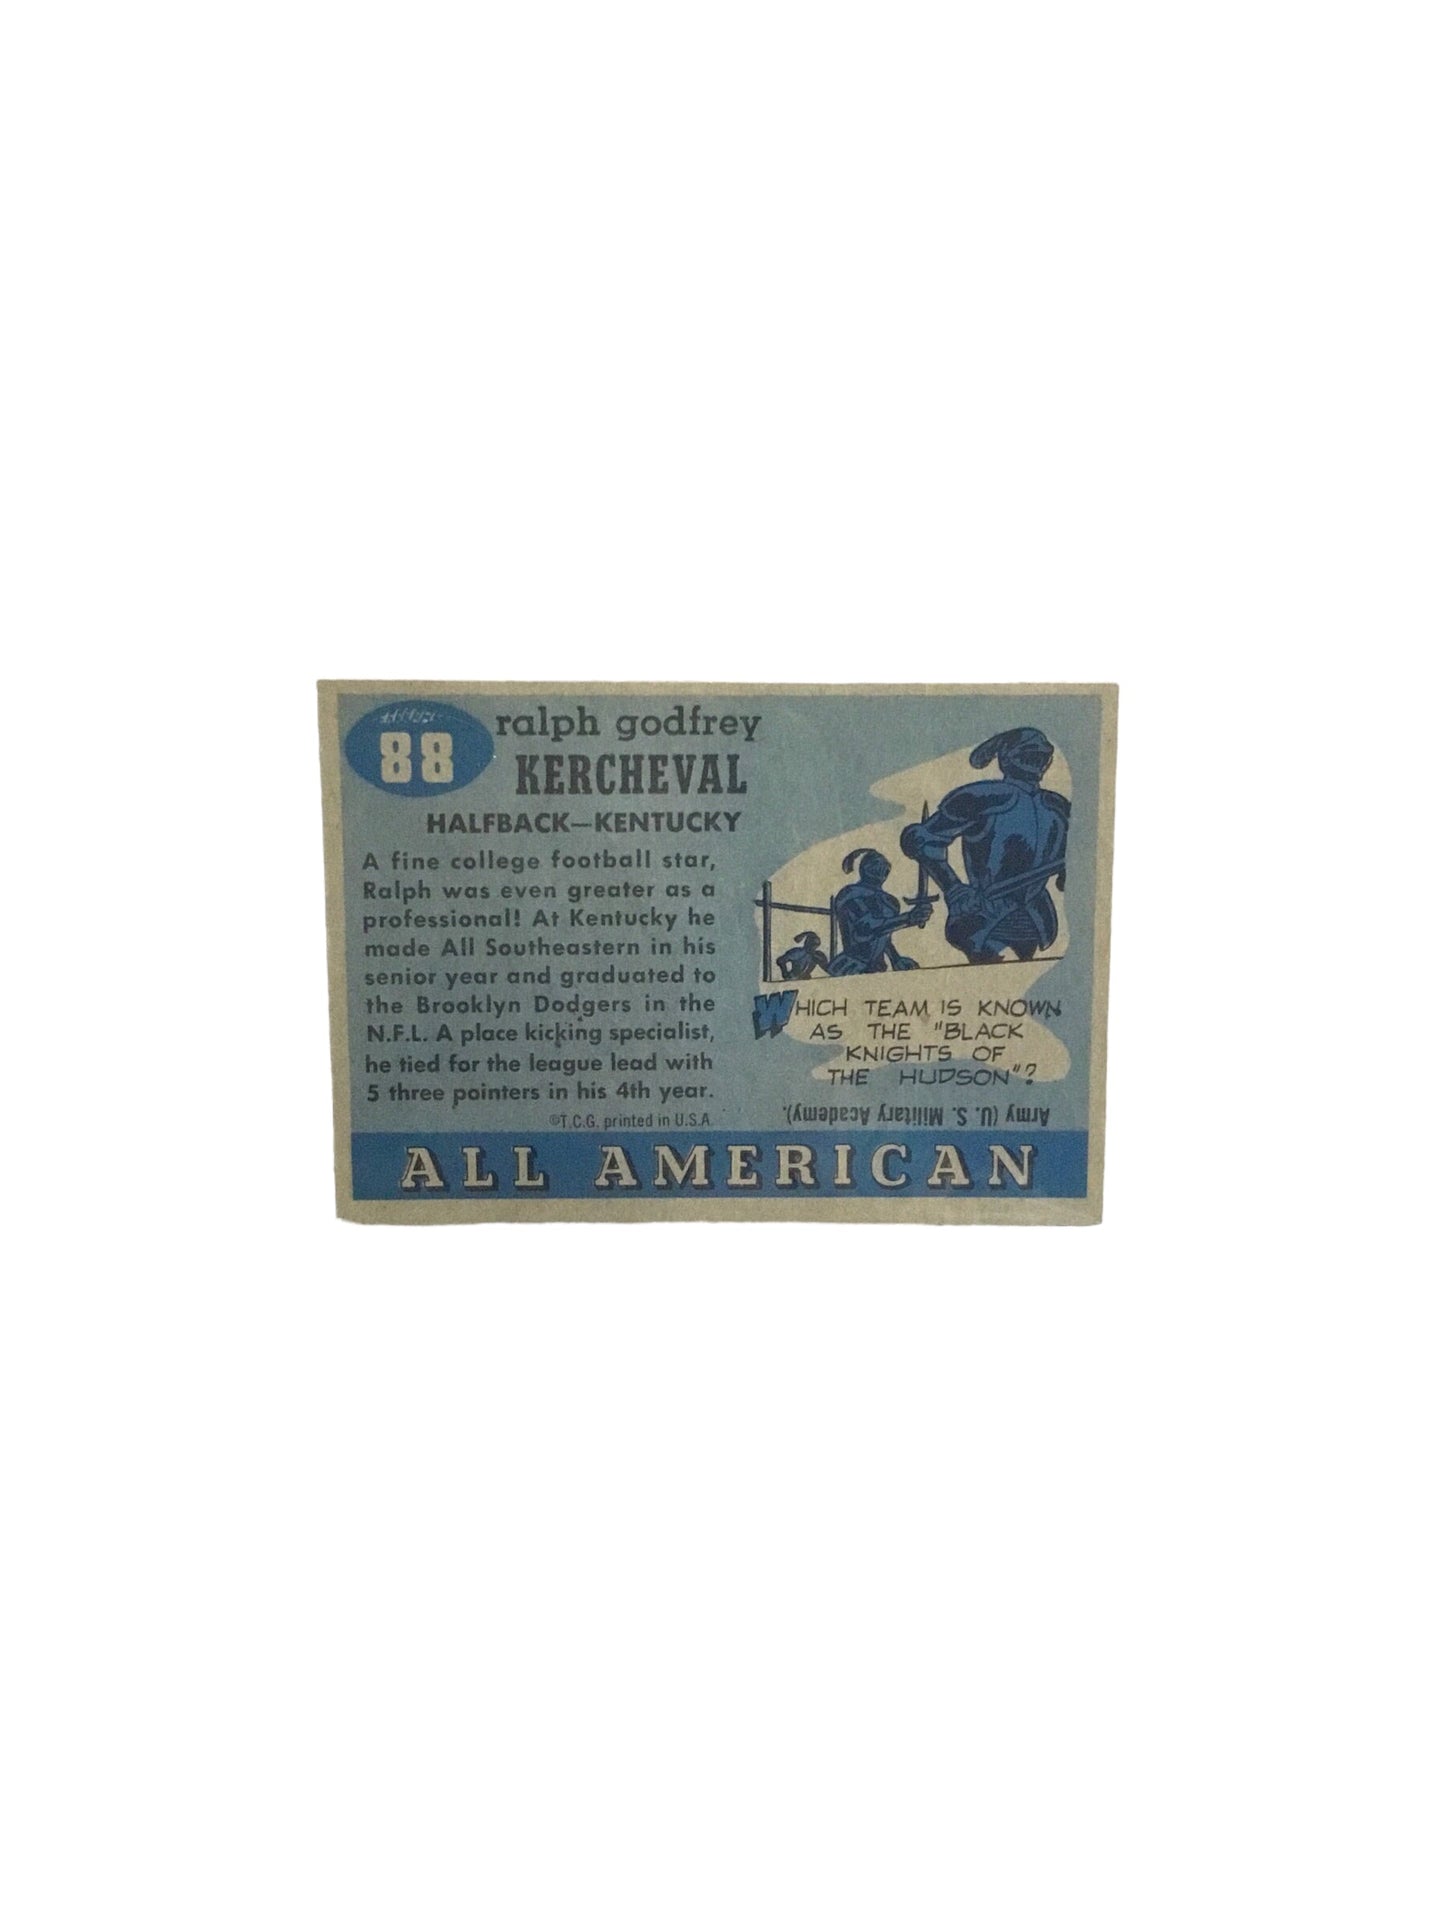 88
ralph godfrey
KERCHEVAL
HALFBACK—KENTUCKY
A fine college football star,
Ralph was even greater as a
professional! At Kentucky he
made All Southeastern in his
senior year and graduated to
the Brooklyn Dodgers in the
N.F.L. A place kicking specialist,
he tied for the league lead with
5 three pointers in his 4th year.
©T.C.G. printed in U.S.A.
WHICH TEAM IS KNOWN
AS THE "BLACK
KNIGHTS OF
THE HUDSON"?
Army (U. S. Military Academy).
ALL AMERICAN